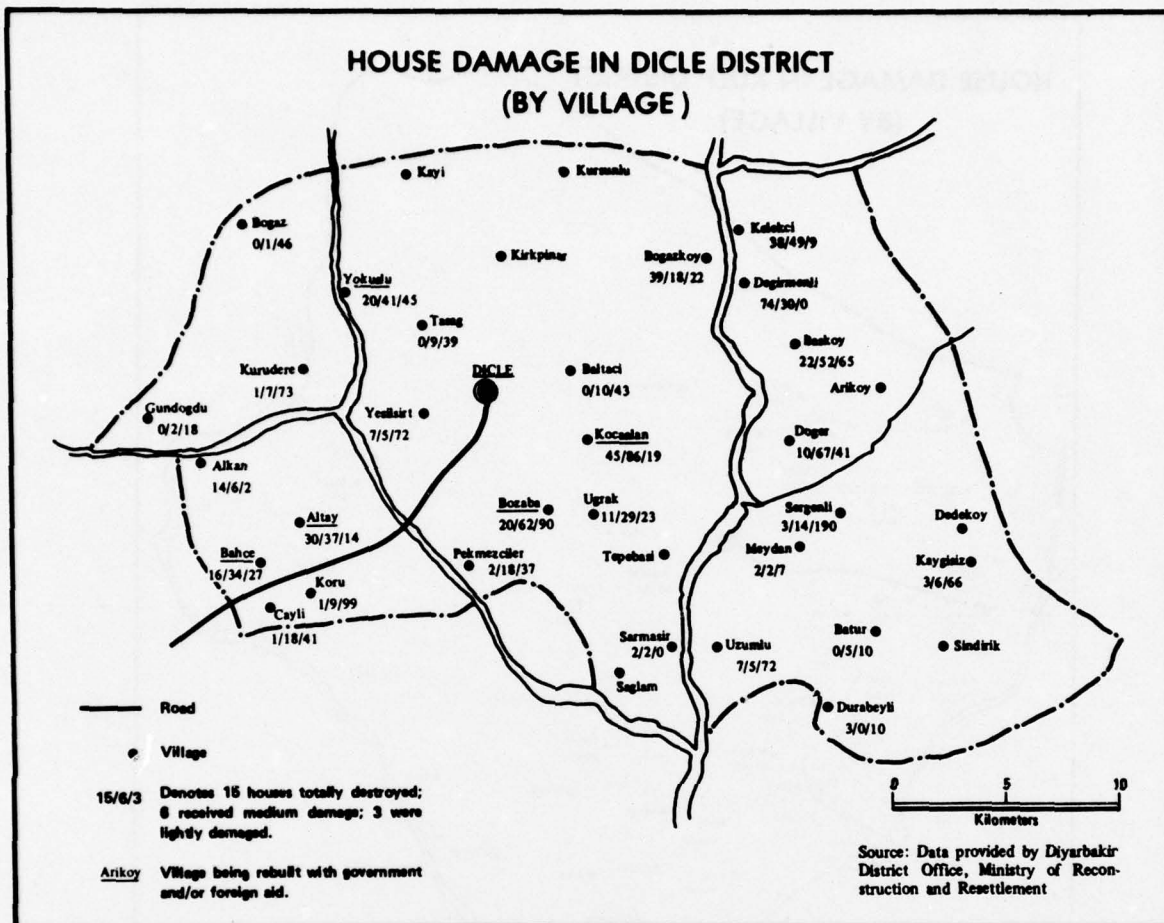 HOUSE DAMAGE IN DICLE DISTRICT
(BY VILLAGE)
Kayi
Kursunlu
Bogaz
0/1/46
Kelekci
38/49/9
Kirkpinar
Bogazkoy
39/18/22
Yokuslu
20/41/45
Degirmenli
74/30/0
Tasag
0/9/39
Baskoy
22/52/65
Kurudere
1/7/73
DICLE
Baltaci
0/10/43
Arikoy
Gundogdu
0/2/18
Yesilsirt
7/5/72
Kocaslan
45/86/19
Doger
10/67/41
Alkan
14/6/2
Altay
30/37/14
Bozaba
20/62/90
Ugrak
11/29/23
Sergenli
3/14/190
Dedekoy
Bahce
16/34/27
Pekmezciler
2/18/37
Tepebasi
Meydan
2/2/7
Kaygisiz
3/6/66
Koru
1/9/99
Cayli
1/18/41
Sarmasir
2/2/0
Uzumlu
7/5/72
Batur
0/5/10
Sindirik
Saglam
Durabeyli
3/0/10
Road
Village
15/6/3 Denotes 15 houses totally destroyed;
6 received medium damage; 3 were
lightly damaged.
Arikoy Village being rebuilt with government
and/or foreign aid.
0 5 10
Kilometers
Source: Data provided by Diyarbakir
District Office, Ministry of Recon-
struction and Resettlement